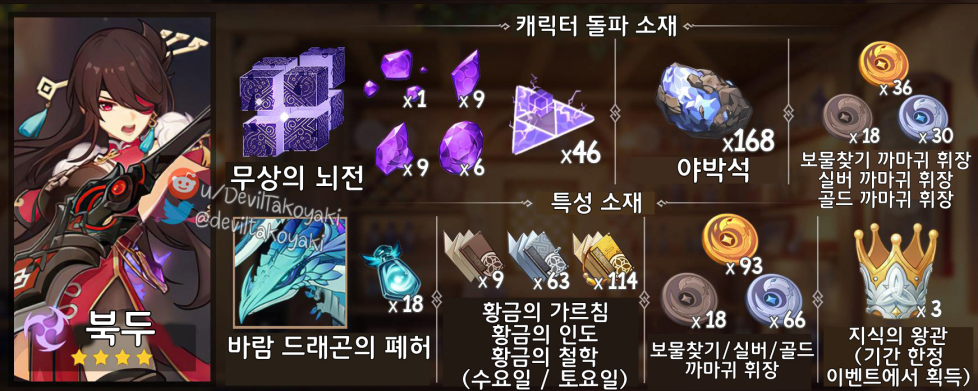 캐릭터 돌파 소재
x1
x9
x9
x6
x46
x168
x36
x18
x30
무상의 뇌전
야박석
보물찾기 까마귀 휘장
실버 까마귀 휘장
골드 까마귀 휘장
u/DevilTakoyaki
@deviltakoyaki
특성 소재
x18
x9
x63
x114
x93
x18
x66
x3
북두
바람 드래곤의 폐허
황금의 가르침
황금의 인도
황금의 철학
(수요일 / 토요일)
보물찾기/실버/골드
까마귀 휘장
지식의 왕관
(기간 한정
이벤트에서 획득)